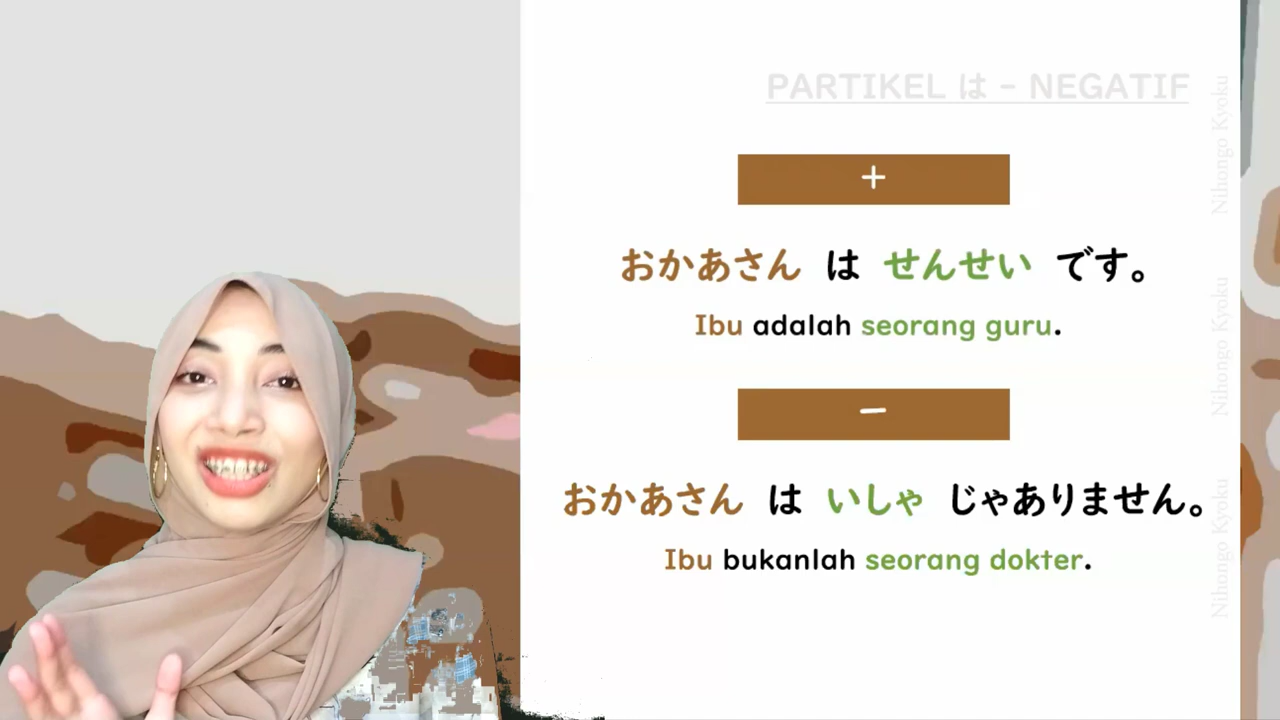 PARTIKEL は - NEGATIF
+
おかあさん は せんせい です。
Ibu adalah seorang guru.
−
おかあさん は いしゃ じゃありません。
Ibu bukanlah seorang dokter.
Nihongo Kyoku
Nihongo Kyoku
Nihongo Kyoku